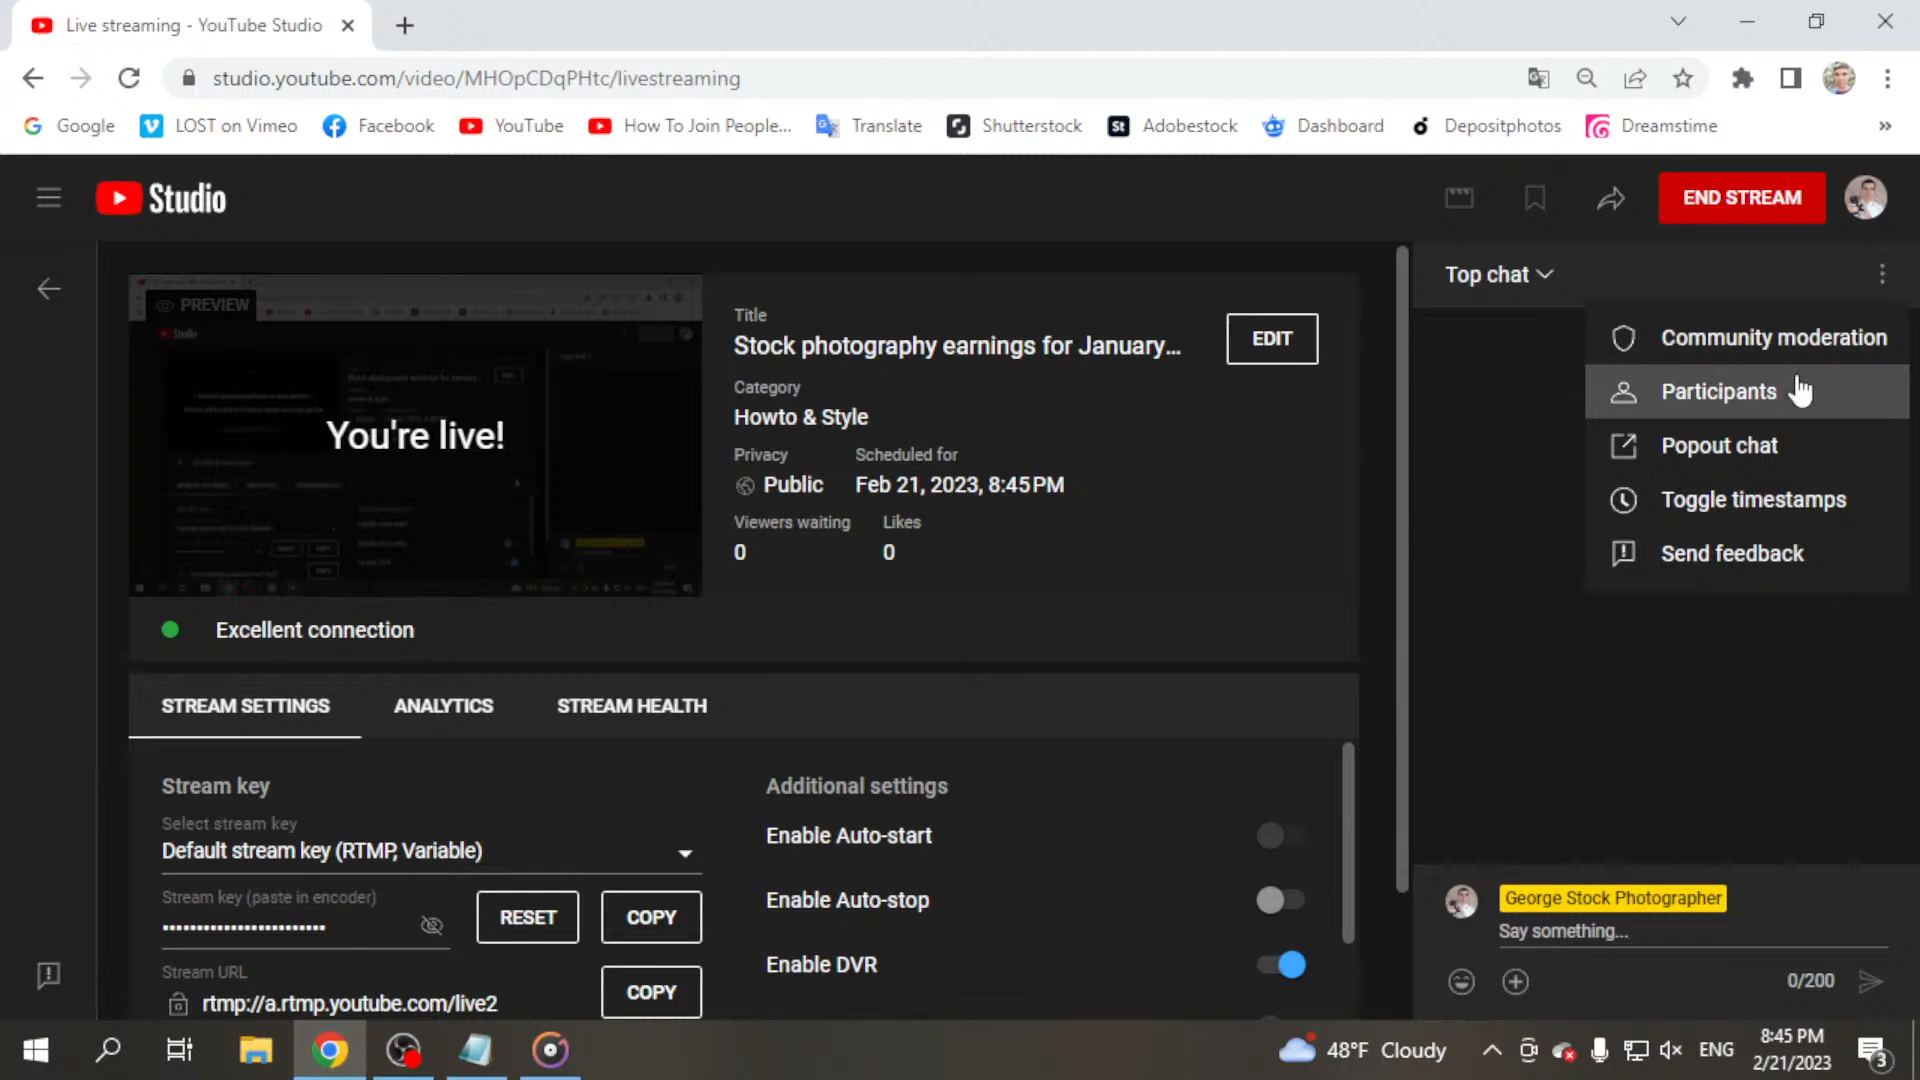 Live streaming - YouTube Studio
studio.youtube.com/video/MHOpCDqPHtc/livestreaming
Google
LOST on Vimeo
Facebook
YouTube
How To Join People...
Translate
St
Shutterstock
Adobestock
Dashboard
Depositphotos
Dreamstime
Studio
END STREAM
PREVIEW
You're live!
Title
Stock photography earnings for January...
EDIT
Category
Howto & Style
Privacy
Scheduled for
Public
Feb 21, 2023, 8:45 PM
Viewers waiting
Likes
0
0
Excellent connection
Top chat
Community moderation
Participants
Popout chat
Toggle timestamps
Send feedback
STREAM SETTINGS
ANALYTICS
STREAM HEALTH
Stream key
Select stream key
Default stream key (RTMP, Variable)
Stream key (paste in encoder)
••••••••••••••••••••••••
RESET
COPY
Stream URL
rtmp://a.rtmp.youtube.com/live2
COPY
Additional settings
Enable Auto-start
Enable Auto-stop
Enable DVR
George Stock Photographer
Say something...
0/200
48°F Cloudy
ENG
8:45 PM
2/21/2023
3